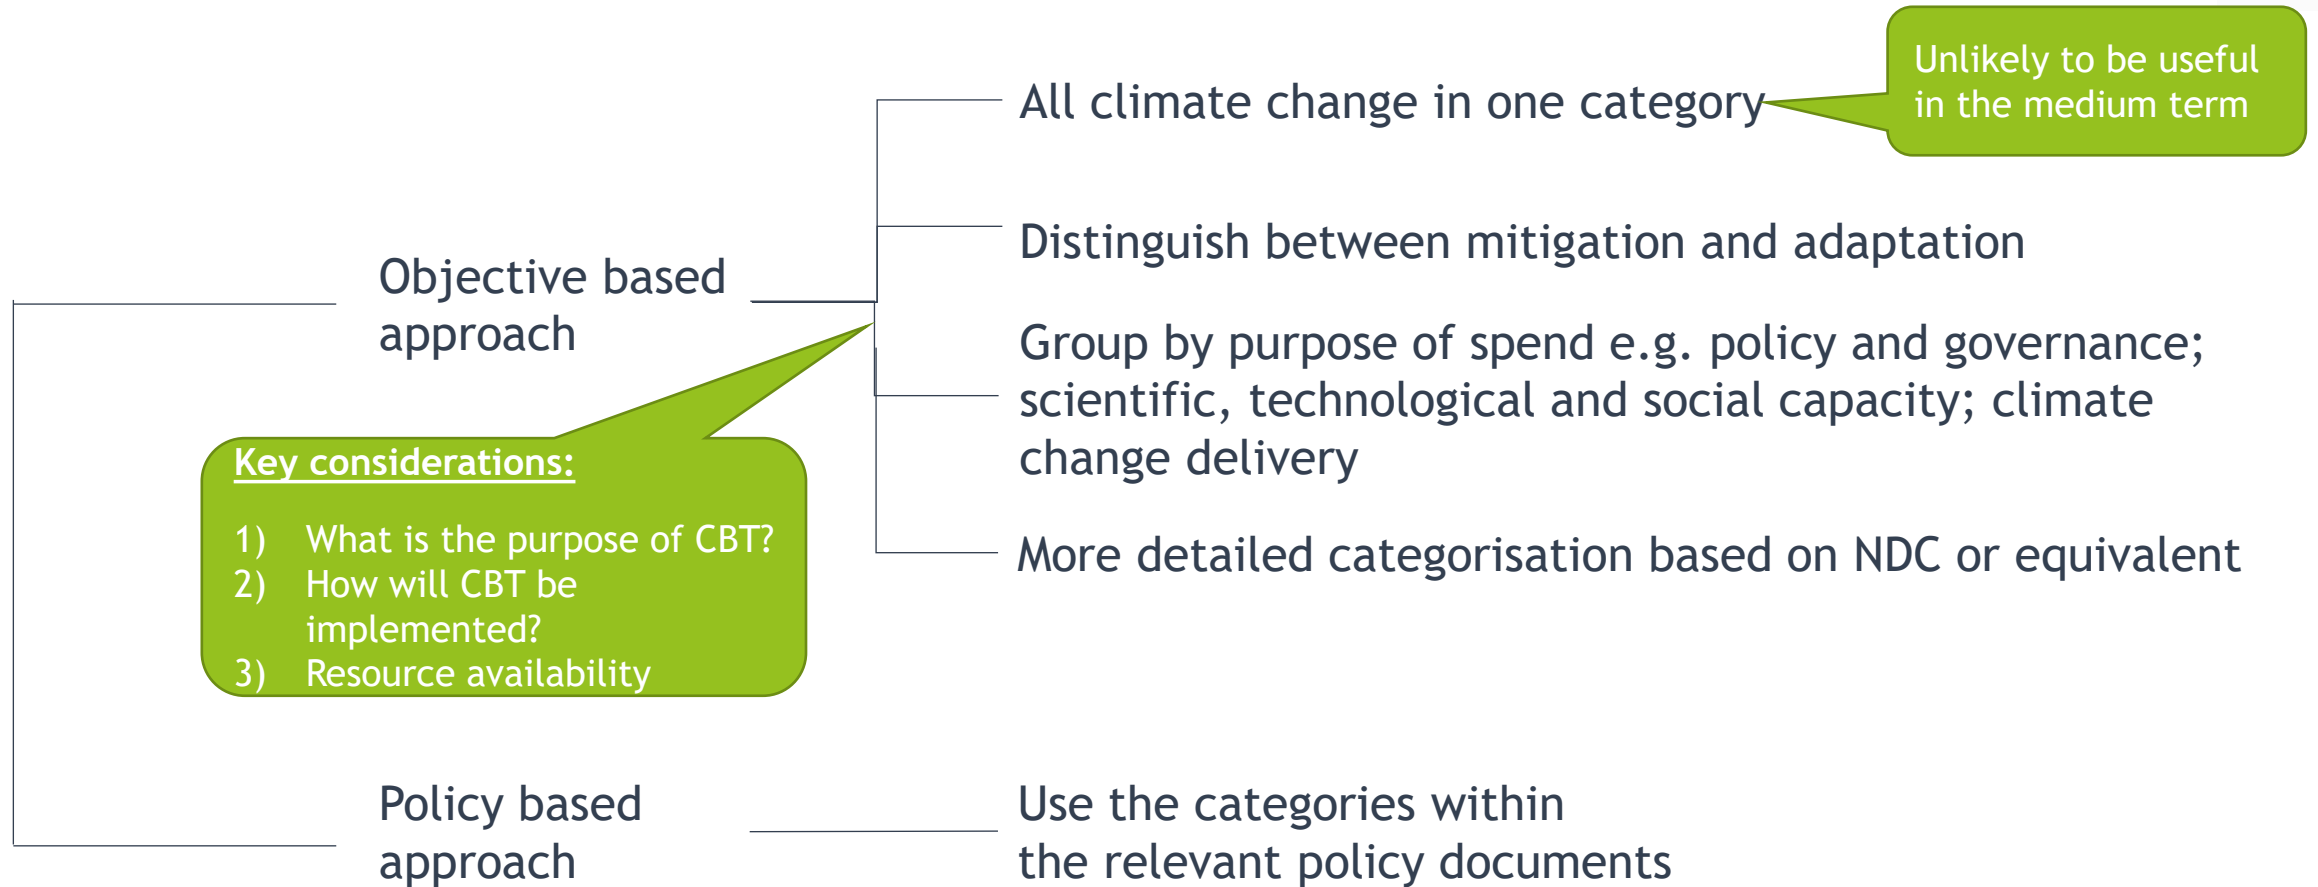 Unlikely to be useful
in the medium term
All climate change in one category
Distinguish between mitigation and adaptation
Objective based
approach
Group by purpose of spend e.g. policy and governance;
scientific, technological and social capacity; climate
change delivery
Key considerations:
1) What is the purpose of CBT?
2) How will CBT be
implemented?
3) Resource availability
More detailed categorisation based on NDC or equivalent
Policy based
approach
Use the categories within
the relevant policy documents